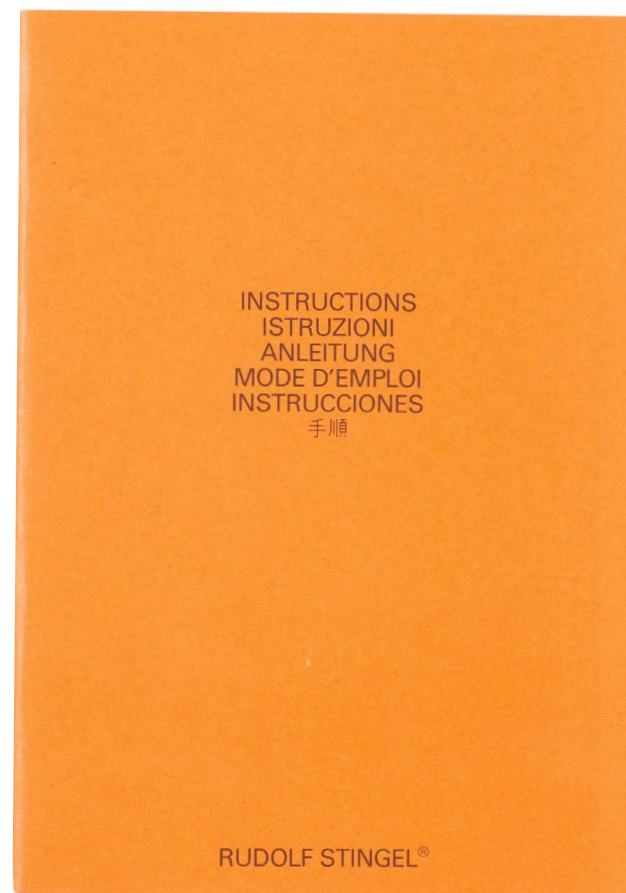 INSTRUCTIONS
ISTRUZIONI
ANLEITUNG
MODE D’EMPLOI
INSTRUCCIONES
手順
RUDOLF STINGEL®